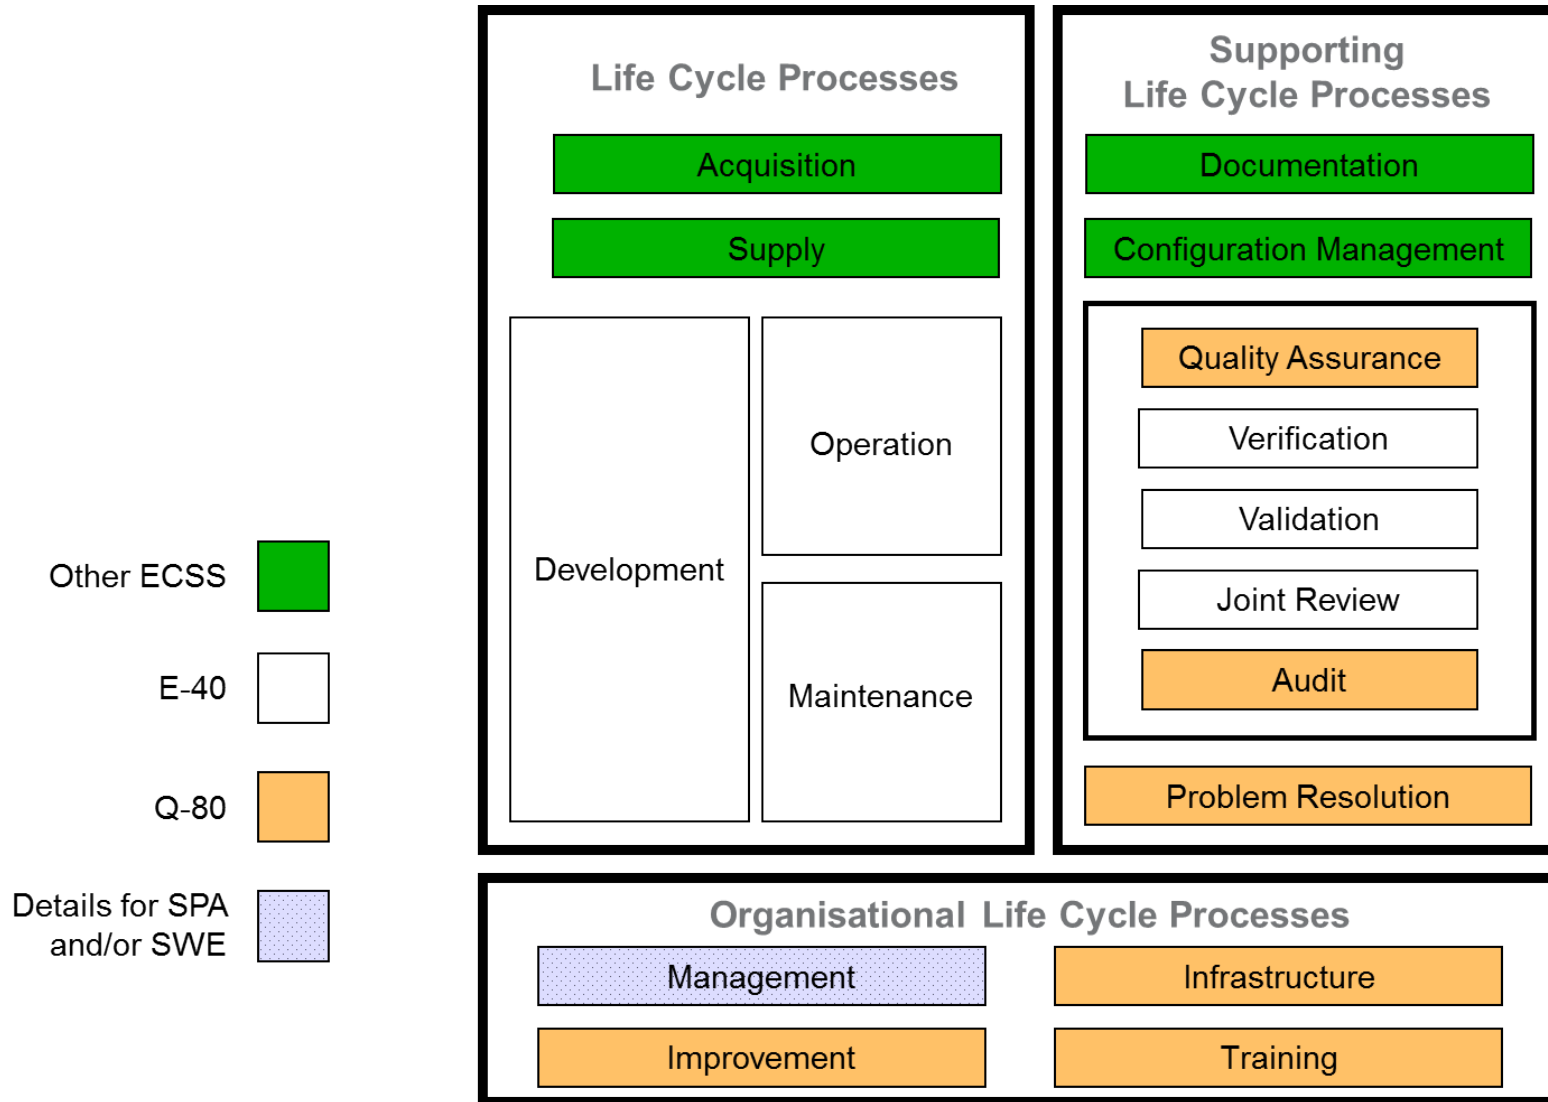 Life Cycle Processes
Acquisition
Supply
Development
Operation
Maintenance
Supporting
Life Cycle Processes
Documentation
Configuration Management
Quality Assurance
Verification
Validation
Joint Review
Audit
Problem Resolution
Other ECSS
E-40
Q-80
Details for SPA
and/or SWE
Organisational Life Cycle Processes
Management
Infrastructure
Improvement
Training